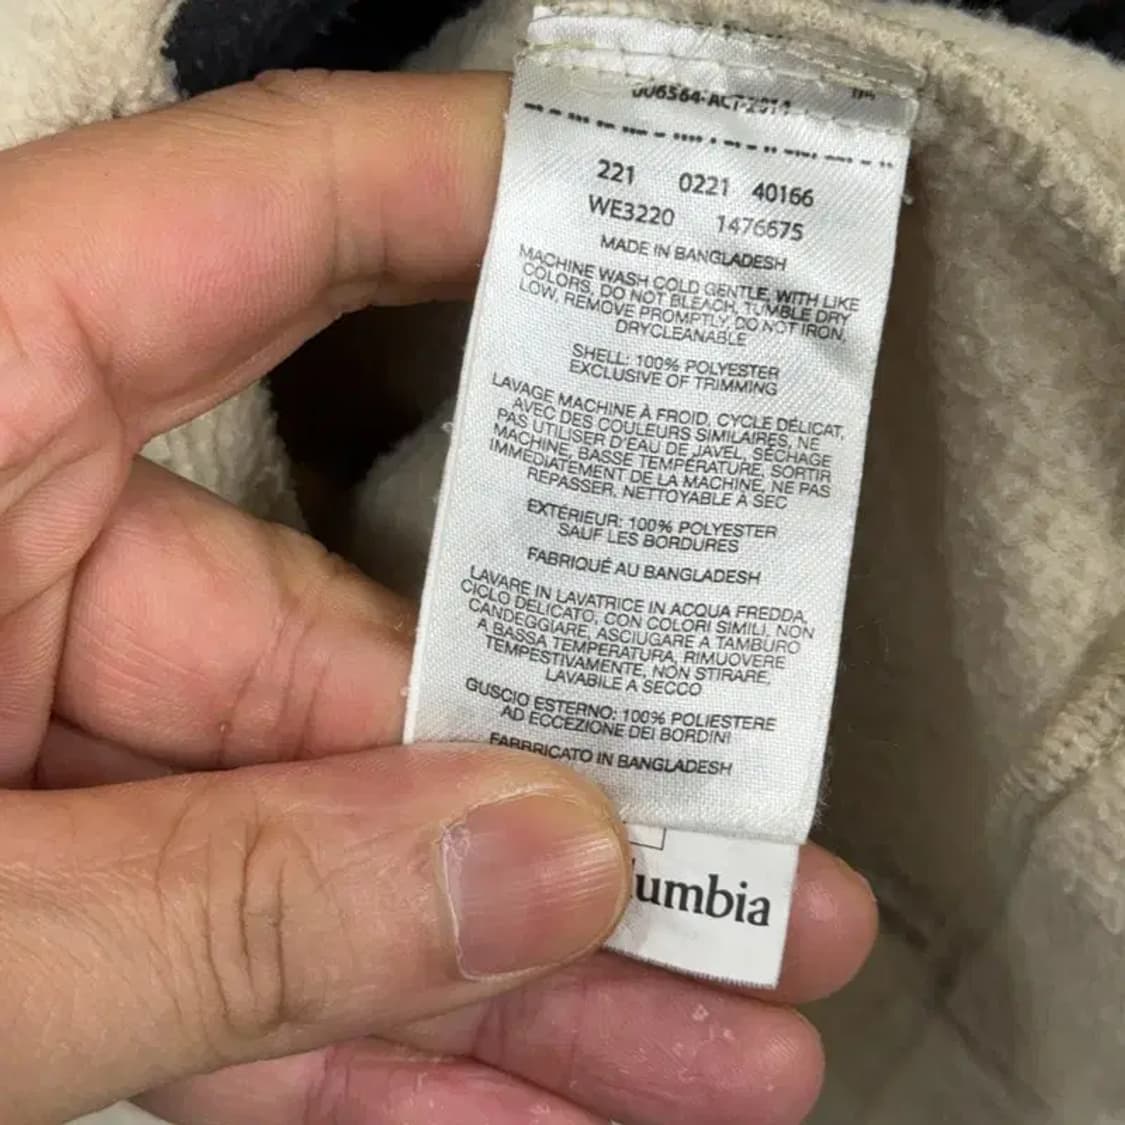 006564-ACT-2014
221 0221 40166
WE3220 1476675
MADE IN BANGLADESH
MACHINE WASH COLD GENTLE, WITH LIKE
COLORS, DO NOT BLEACH, TUMBLE DRY
LOW, REMOVE PROMPTLY, DO NOT IRON,
DRYCLEANABLE
SHELL: 100% POLYESTER
EXCLUSIVE OF TRIMMING
LAVAGE MACHINE À FROID, CYCLE DÉLICAT,
AVEC DES COULEURS SIMILAIRES, NE
PAS UTILISER D'EAU DE JAVEL, SÉCHAGE
MACHINE, BASSE TEMPÉRATURE, SORTIR
IMMÉDIATEMENT DE LA MACHINE, NE PAS
REPASSER, NETTOYABLE À SEC
EXTÉRIEUR: 100% POLYESTER
SAUF LES BORDURES
FABRIQUÉ AU BANGLADESH
LAVARE IN LAVATRICE IN ACQUA FREDDA,
CICLO DELICATO, CON COLORI SIMILI, NON
CANDEGGIARE, ASCIUGARE A TAMBURO
A BASSA TEMPERATURA, RIMUOVERE
TEMPESTIVAMENTE, NON STIRARE,
LAVABILE A SECCO
GUSCIO ESTERNO: 100% POLIESTERE
AD ECCEZIONE DEI BORDINI
FABBRICATO IN BANGLADESH
umbia